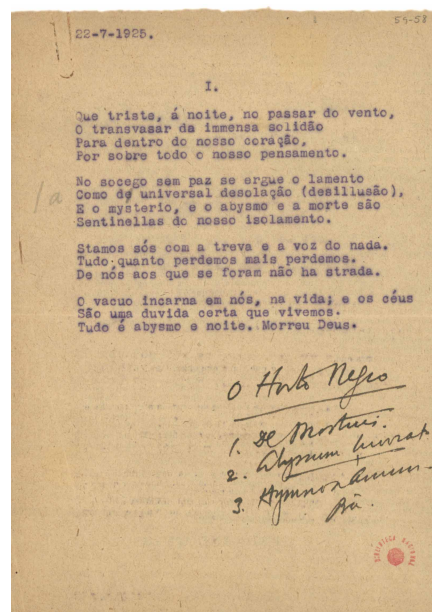 55-58
22-7-1925.
I.
Que triste, á noite, no passar do vento,
O transvasar da immensa solidão
Para dentro do nosso coração,
Por sobre todo o nosso pensamento.
No socego sem paz se ergue o lamento
1a
Como de universal desolação (desillusão),
E o mysterio, e o abysmo e a morte são
Sentinellas do nosso isolamento.
Stamos sós com a treva e a voz do nada.
Tudo quanto perdemos mais perdemos.
De nós aos que se foram não ha strada.
O vacuo incarna em nós, na vida; e os céus
São uma duvida certa que vivemos.
Tudo é abysmo e noite. Morreu Deus.
O Horto Negro
1. De Mortuis.
2. Abyssum
3.
BIBLIOTECA NACIONAL